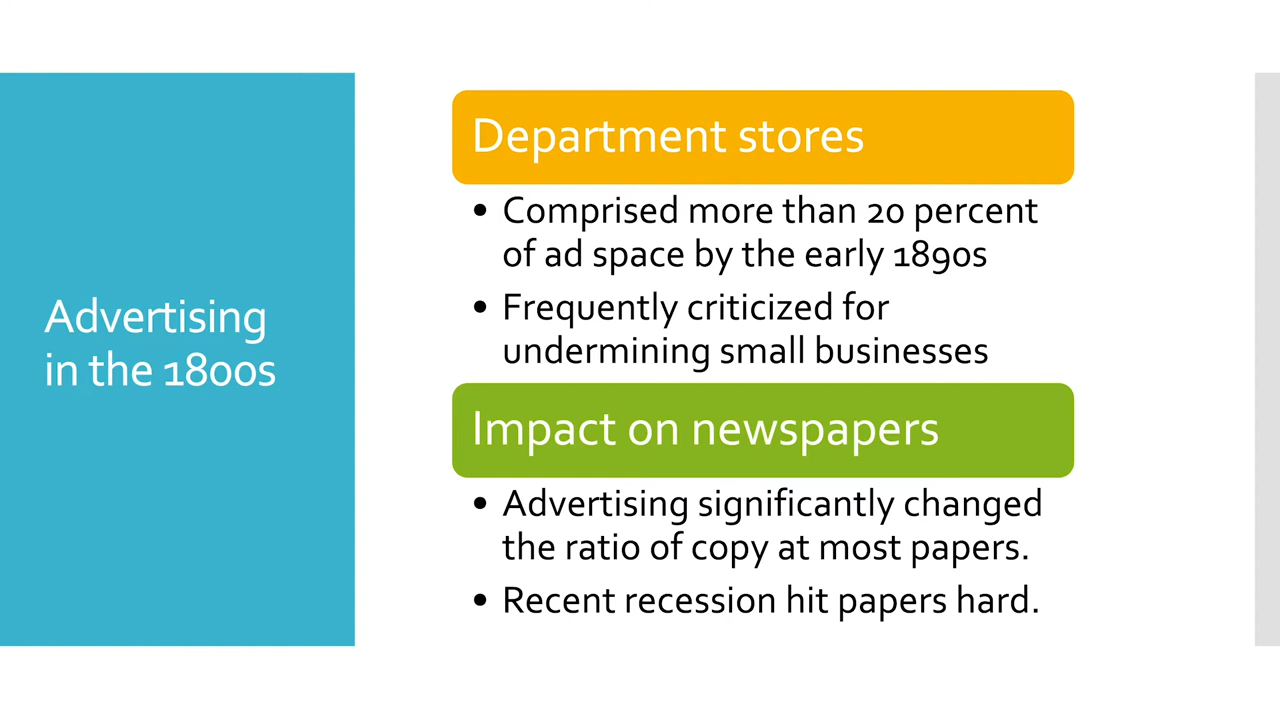 Advertising
in the 1800s
Department stores
• Comprised more than 20 percent
of ad space by the early 1890s
• Frequently criticized for
undermining small businesses
Impact on newspapers
• Advertising significantly changed
the ratio of copy at most papers.
• Recent recession hit papers hard.